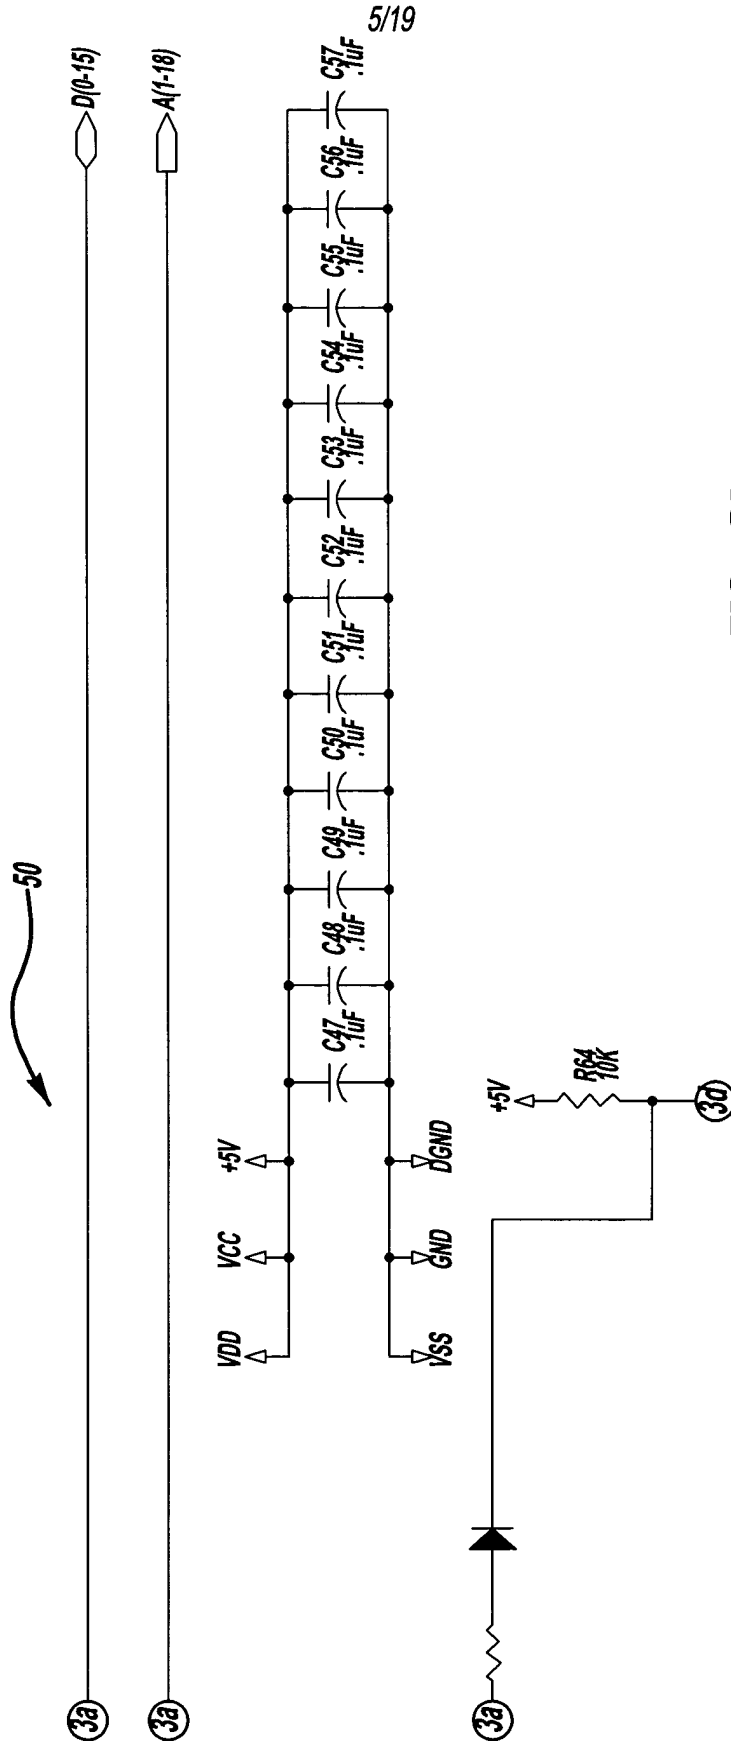 5/19
50
3a
D(0-15)
3a
A(1-18)
VDD
VCC
+5V
C47
.1uF
C48
.1uF
C49
.1uF
C50
.1uF
C51
.1uF
C52
.1uF
C53
.1uF
C54
.1uF
C55
.1uF
C56
.1uF
C57
.1uF
VSS
GND
DGND
3a
+5V
R64
10K
3d